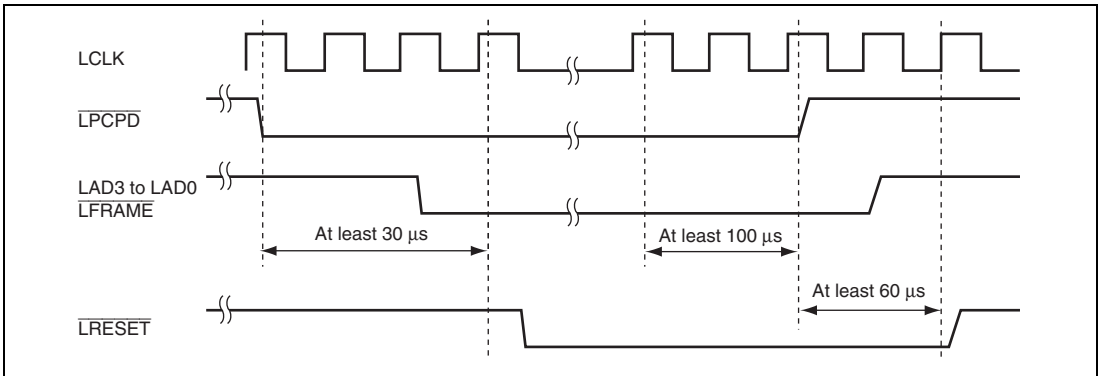 LCLK
LPCPD
LAD3 to LAD0
LFRAME
At least 30 µs
At least 100 µs
At least 60 µs
LRESET